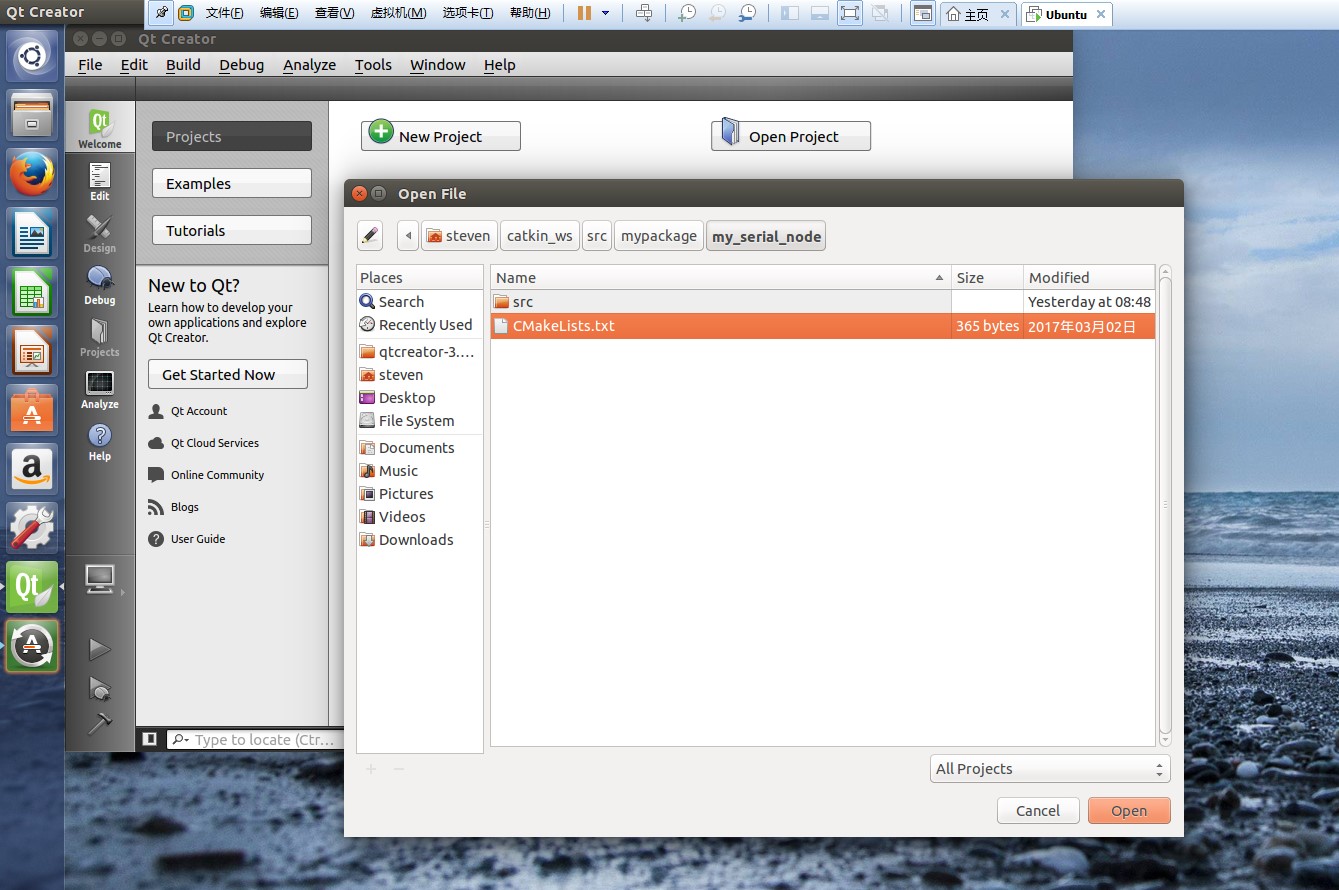 Qt Creator
文件(F) 编辑(E) 查看(V) 虚拟机(M) 选项卡(T) 帮助(H) 主页 Ubuntu
Qt Creator
File Edit Build Debug Analyze Tools Window Help
Qt
Welcome
Edit
Design
Debug
Projects
Analyze
Help
Projects
Examples
Tutorials
New to Qt?
Learn how to develop your
own applications and explore
Qt Creator.
Get Started Now
Qt Account
Qt Cloud Services
Online Community
Blogs
User Guide
Type to locate (Ctr...
New Project
Open Project
Open File
steven catkin_ws src mypackage my_serial_node
Places
Search
Recently Used
qtcreator-3....
steven
Desktop
File System
Documents
Music
Pictures
Videos
Downloads
Name Size Modified
src Yesterday at 08:48
CMakeLists.txt 365 bytes 2017年03月02日
All Projects
Cancel Open
Qt